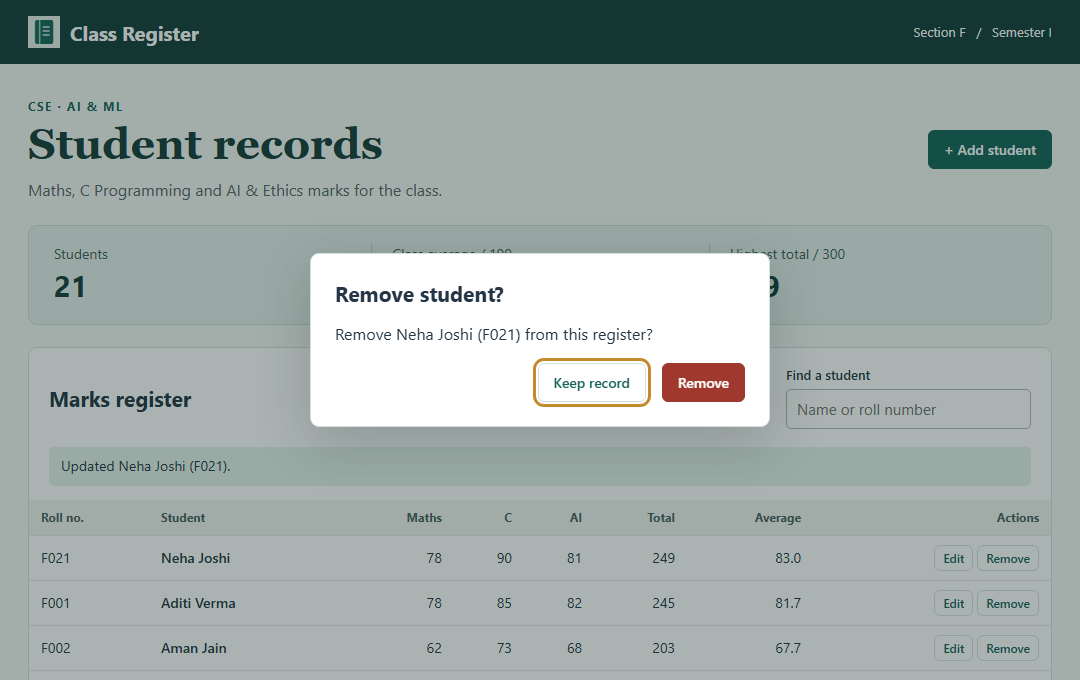 Class Register
Section F / Semester I
CSE · AI & ML
Student records
+ Add student
Maths, C Programming and AI & Ethics marks for the class.
Students
Class average / 100
Highest total / 300
21
9
Remove student?
Remove Neha Joshi (F021) from this register?
Keep record
Remove
Marks register
Find a student
Name or roll number
Updated Neha Joshi (F021).
Roll no. Student Maths C AI Total Average Actions
F021 Neha Joshi 78 90 81 249 83.0 Edit Remove
F001 Aditi Verma 78 85 82 245 81.7 Edit Remove
F002 Aman Jain 62 73 68 203 67.7 Edit Remove